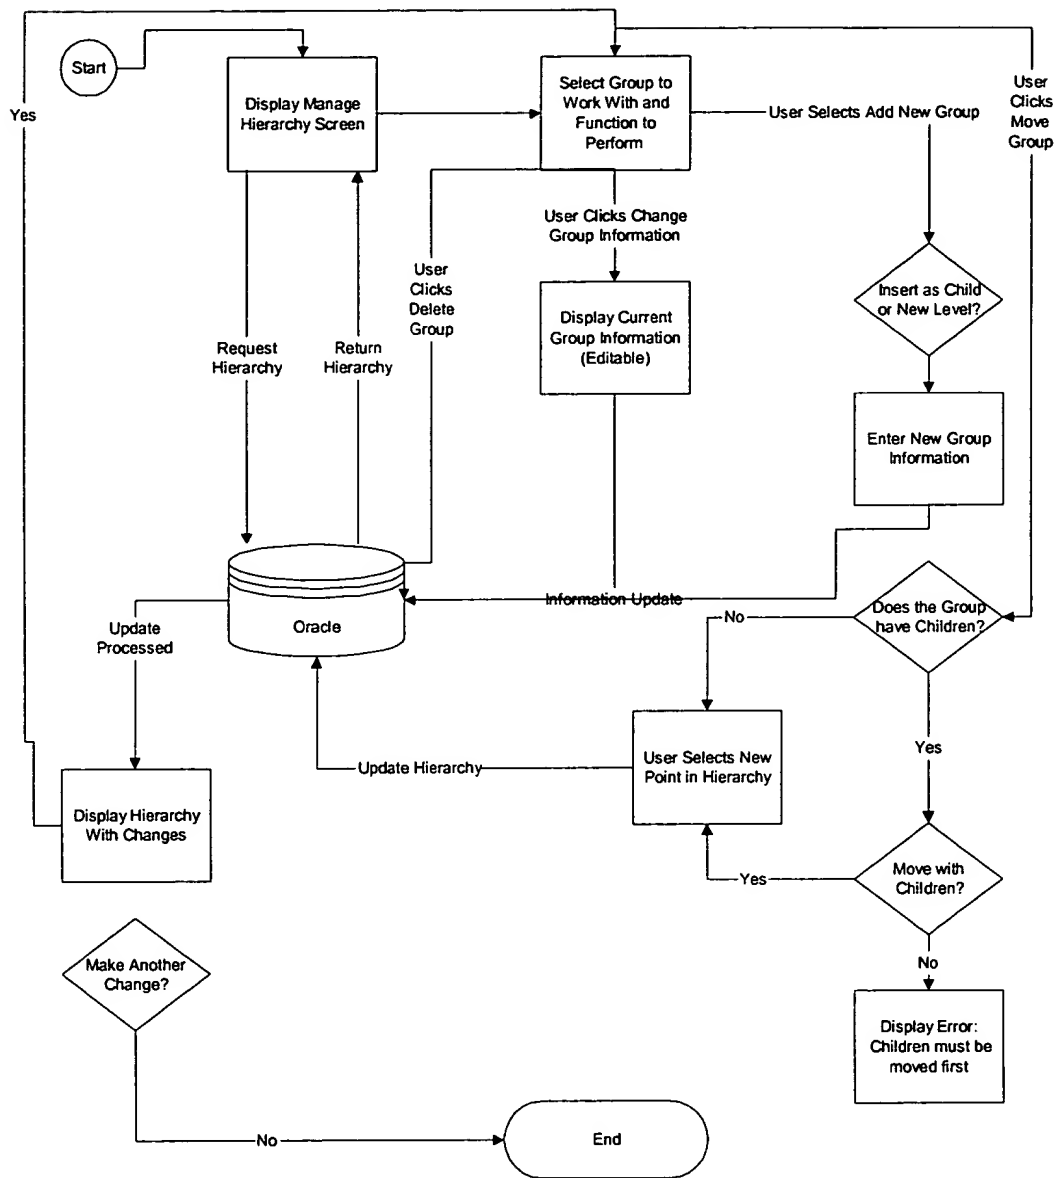 Start
Yes
Display Manage
Hierarchy Screen
Select Group to
Work With and
Function to
Perform
User Selects Add New Group
User
Clicks
Move
Group
User Clicks Change
Group Information
User
Clicks
Delete
Group
Insert as Child
or New Level?
Display Current
Group Information
(Editable)
Request
Hierarchy
Return
Hierarchy
Enter New Group
Information
Information Update
Oracle
Does the Group
have Children?
No
Update
Processed
Yes
User Selects New
Point in Hierarchy
Update Hierarchy
Display Hierarchy
With Changes
Move with
Children?
Yes
No
Make Another
Change?
Display Error:
Children must be
moved first
No
End